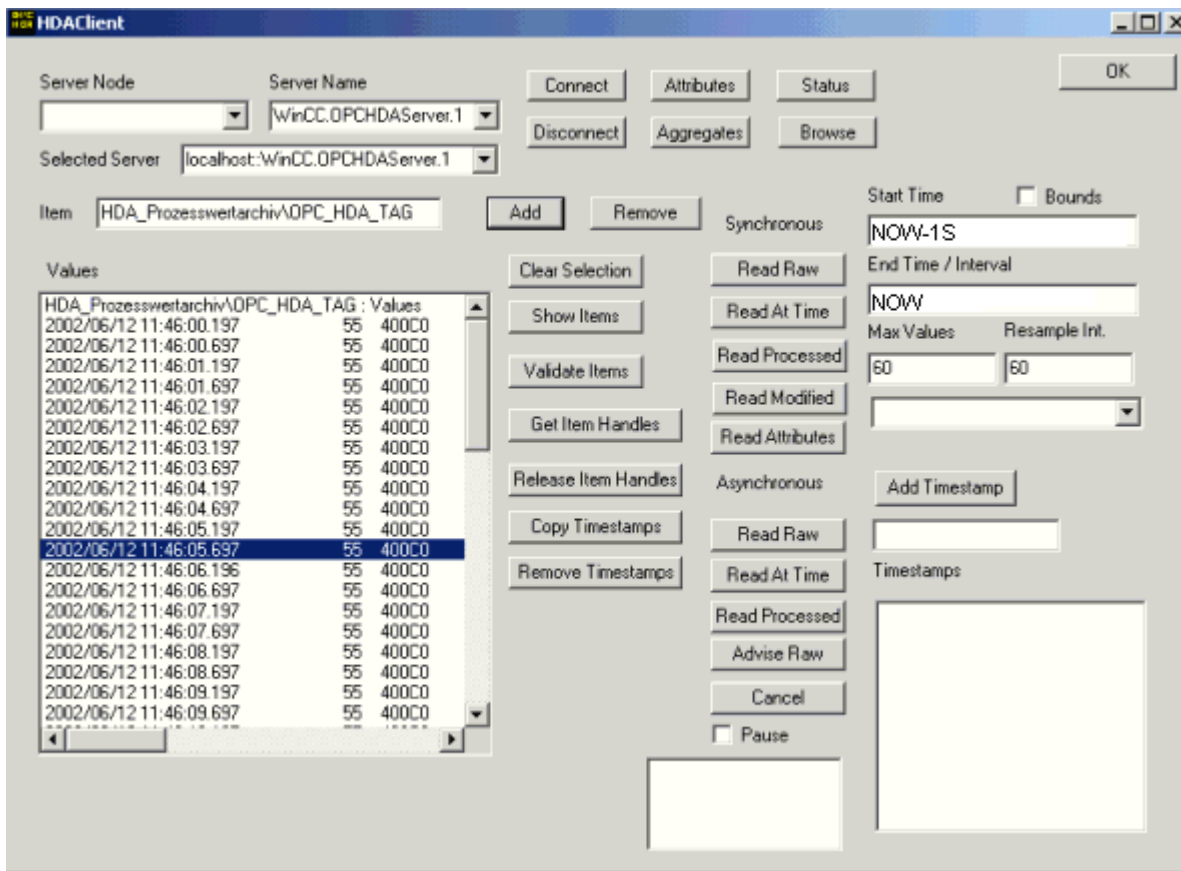 OPC HDA HDAClient
Server Node Server Name Connect Attributes Status OK
WinCC.OPCHDAServer.1 Disconnect Aggregates Browse
Selected Server localhost::WinCC.OPCHDAServer.1
Item HDA_Prozesswertarchiv\OPC_HDA_TAG Add Remove
Values
HDA_Prozesswertarchiv\OPC_HDA_TAG : Values
2002/06/12 11:46:00.197 55 400C0
2002/06/12 11:46:00.697 55 400C0
2002/06/12 11:46:01.197 55 400C0
2002/06/12 11:46:01.697 55 400C0
2002/06/12 11:46:02.197 55 400C0
2002/06/12 11:46:02.697 55 400C0
2002/06/12 11:46:03.197 55 400C0
2002/06/12 11:46:03.697 55 400C0
2002/06/12 11:46:04.197 55 400C0
2002/06/12 11:46:04.697 55 400C0
2002/06/12 11:46:05.197 55 400C0
2002/06/12 11:46:05.697 55 400C0
2002/06/12 11:46:06.196 55 400C0
2002/06/12 11:46:06.697 55 400C0
2002/06/12 11:46:07.197 55 400C0
2002/06/12 11:46:07.697 55 400C0
2002/06/12 11:46:08.197 55 400C0
2002/06/12 11:46:08.697 55 400C0
2002/06/12 11:46:09.197 55 400C0
2002/06/12 11:46:09.697 55 400C0
Clear Selection
Show Items
Validate Items
Get Item Handles
Release Item Handles
Copy Timestamps
Remove Timestamps
Synchronous
Read Raw
Read At Time
Read Processed
Read Modified
Read Attributes
Asynchronous
Read Raw
Read At Time
Read Processed
Advise Raw
Cancel
Pause
Start Time Bounds
NOW-1S
End Time / Interval
NOW
Max Values Resample Int.
60 60
Add Timestamp
Timestamps